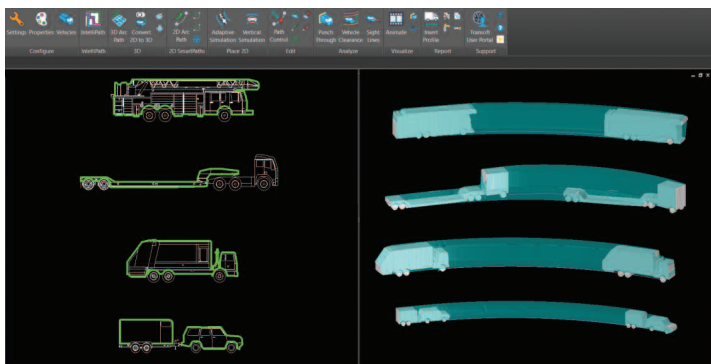 Settings Properties Vehicles IntelliPath 3D Arc Path Convert 2D to 3D 2D Arc Path Adaptive Simulation Vertical Simulation Path Control Punch Through Vehicle Clearance Sight Lines Animate Insert Profile Transoft User Portal
Configure IntelliPath 3D 2D SmartPaths Place 2D Edit Analyze Visualize Report Support